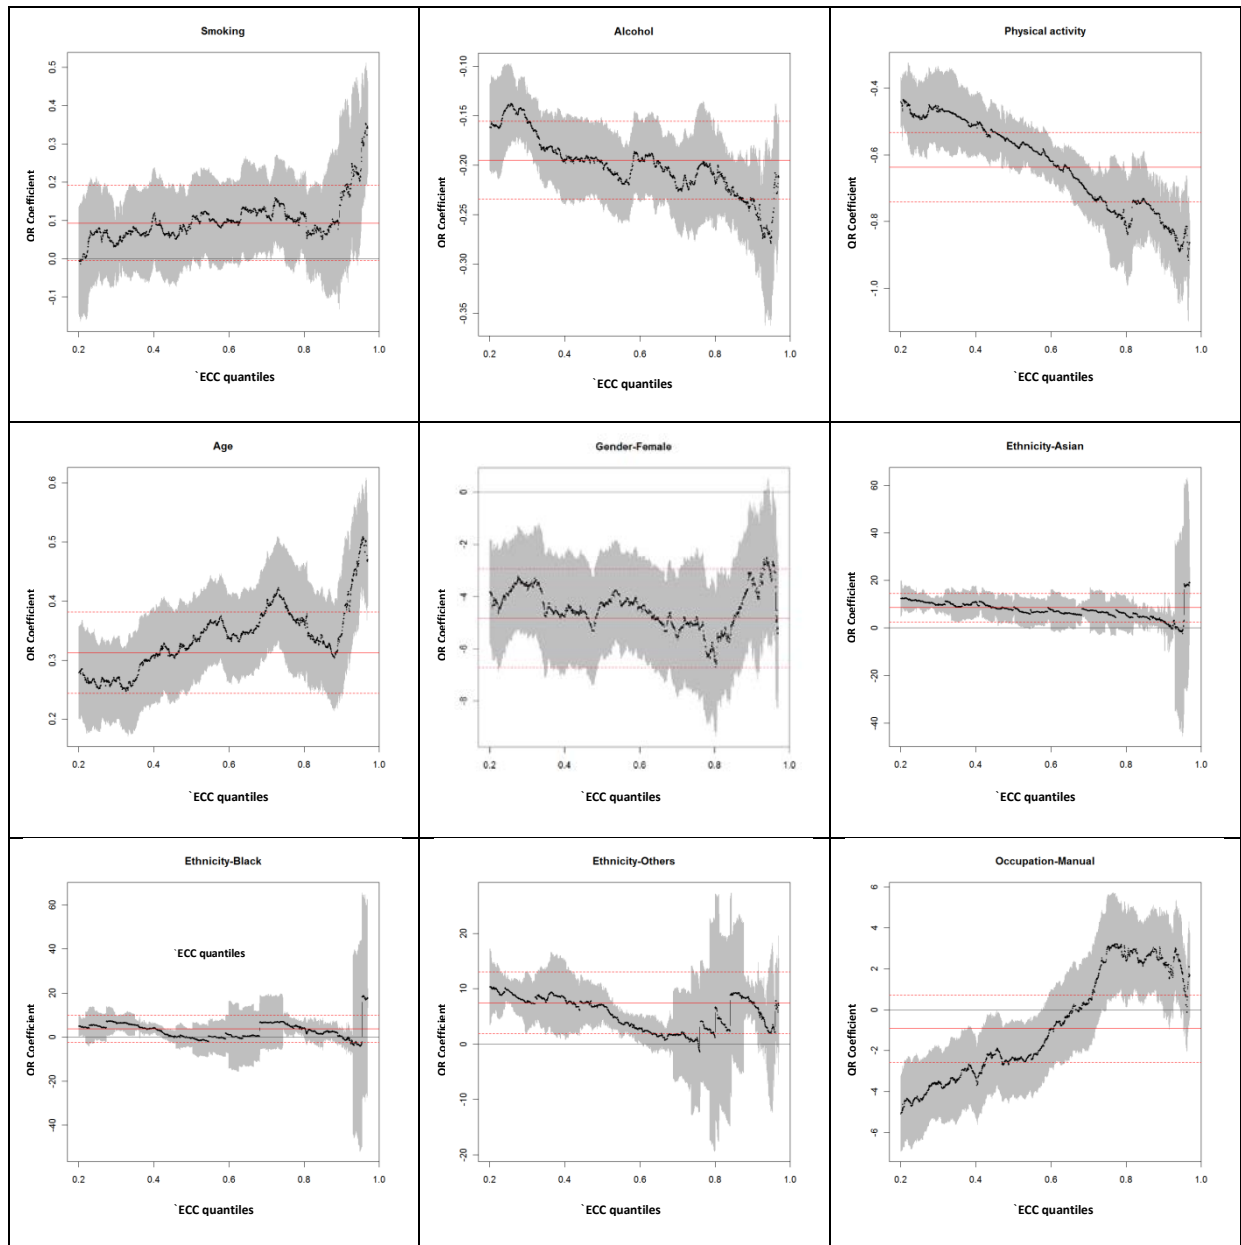 Smoking
QR Coefficient
0.5
0.4
0.3
0.2
0.1
0.0
-0.1
0.2 0.4 0.6 0.8 1.0
`ECC quantiles
Alcohol
QR Coefficient
-0.10
-0.15
-0.20
-0.25
-0.30
-0.35
0.2 0.4 0.6 0.8 1.0
`ECC quantiles
Physical activity
QR Coefficient
-0.4
-0.6
-0.8
-1.0
0.2 0.4 0.6 0.8 1.0
`ECC quantiles
Age
QR Coefficient
0.6
0.5
0.4
0.3
0.2
0.2 0.4 0.6 0.8 1.0
`ECC quantiles
Gender-Female
QR Coefficient
0
-2
-4
-6
-8
0.2 0.4 0.6 0.8 1.0
`ECC quantiles
Ethnicity-Asian
QR Coefficient
60
40
20
0
-40
0.2 0.4 0.6 0.8 1.0
`ECC quantiles
Ethnicity-Black
`ECC quantiles
QR Coefficient
60
40
20
0
-40
0.2 0.4 0.6 0.8 1.0
`ECC quantiles
Ethnicity-Others
QR Coefficient
20
10
0
-10
-20
0.2 0.4 0.6 0.8 1.0
`ECC quantiles
Occupation-Manual
QR Coefficient
6
4
2
0
-2
-4
-6
0.2 0.4 0.6 0.8 1.0
`ECC quantiles